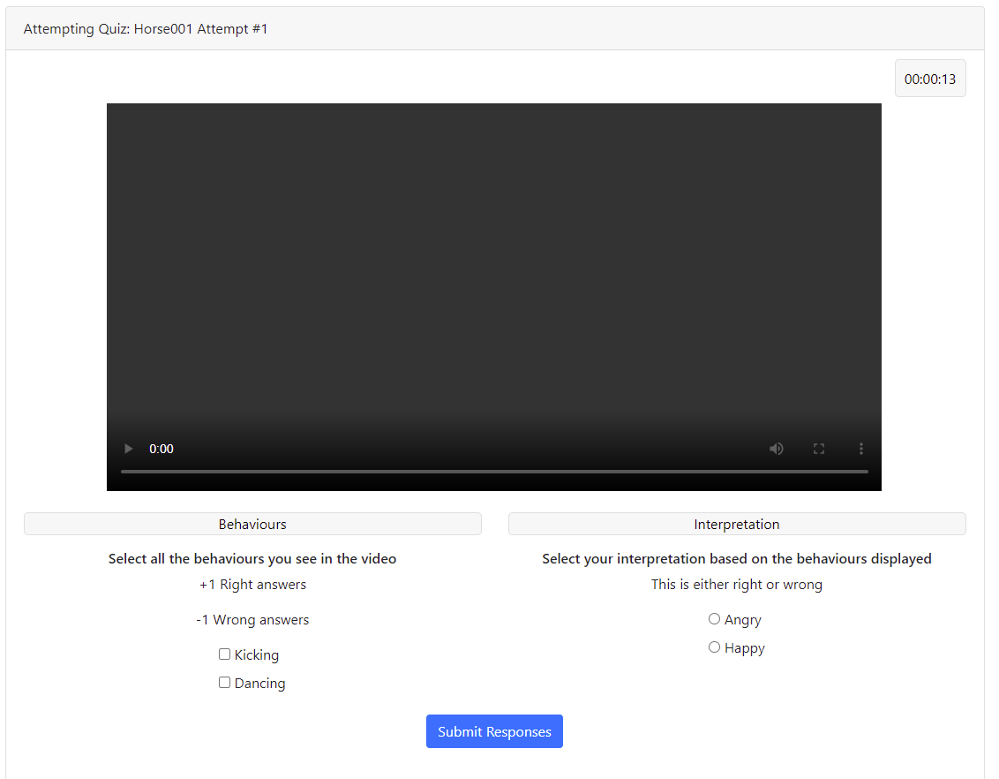 Attempting Quiz: Horse001 Attempt #1
00:00:13
0:00
Behaviours
Select all the behaviours you see in the video
+1 Right answers
-1 Wrong answers
Kicking
Dancing
Interpretation
Select your interpretation based on the behaviours displayed
This is either right or wrong
Angry
Happy
Submit Responses